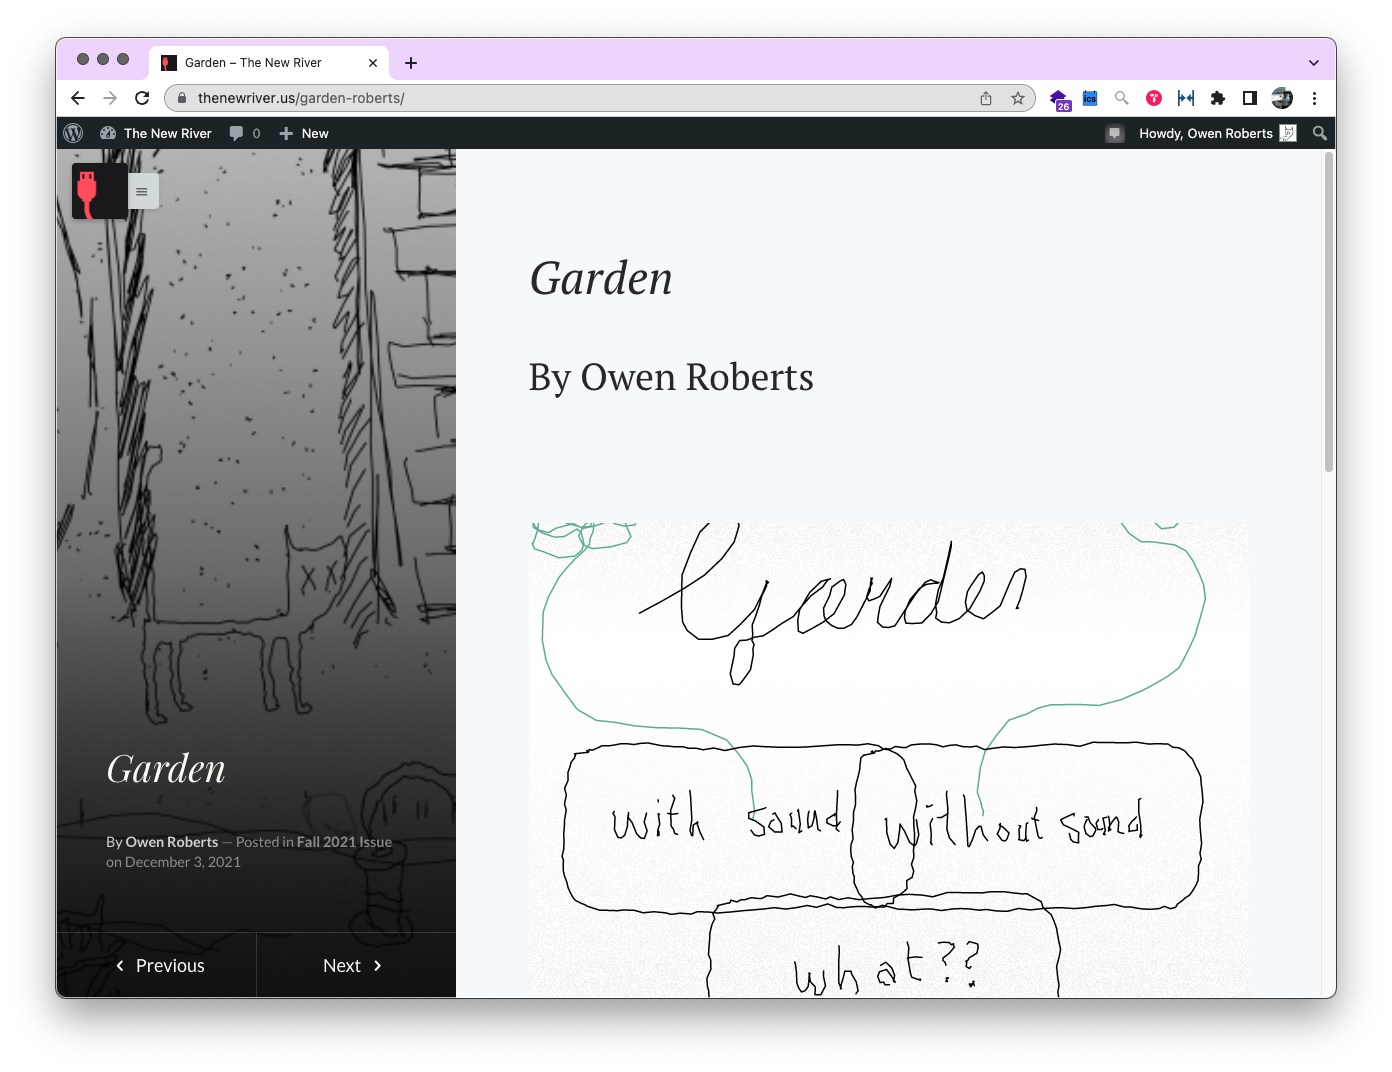 Garden – The New River
thenewriver.us/garden-roberts/
26
ics
The New River
0
New
Howdy, Owen Roberts
Garden
By Owen Roberts — Posted in Fall 2021 Issue
on December 3, 2021
Previous
Next
Garden
By Owen Roberts
Garden
with sound
without sound
what??